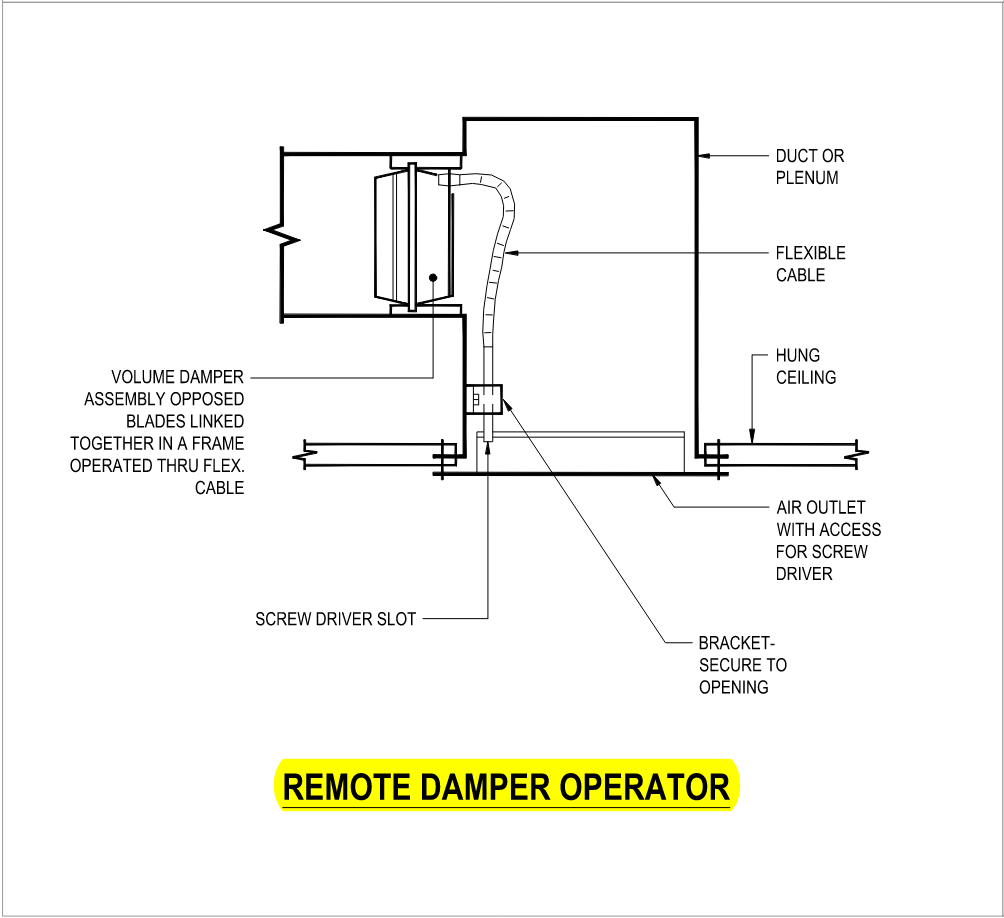 DUCT OR
PLENUM
FLEXIBLE
CABLE
HUNG
CEILING
VOLUME DAMPER
ASSEMBLY OPPOSED
BLADES LINKED
TOGETHER IN A FRAME
OPERATED THRU FLEX.
CABLE
AIR OUTLET
WITH ACCESS
FOR SCREW
DRIVER
SCREW DRIVER SLOT
BRACKET-
SECURE TO
OPENING
REMOTE DAMPER OPERATOR